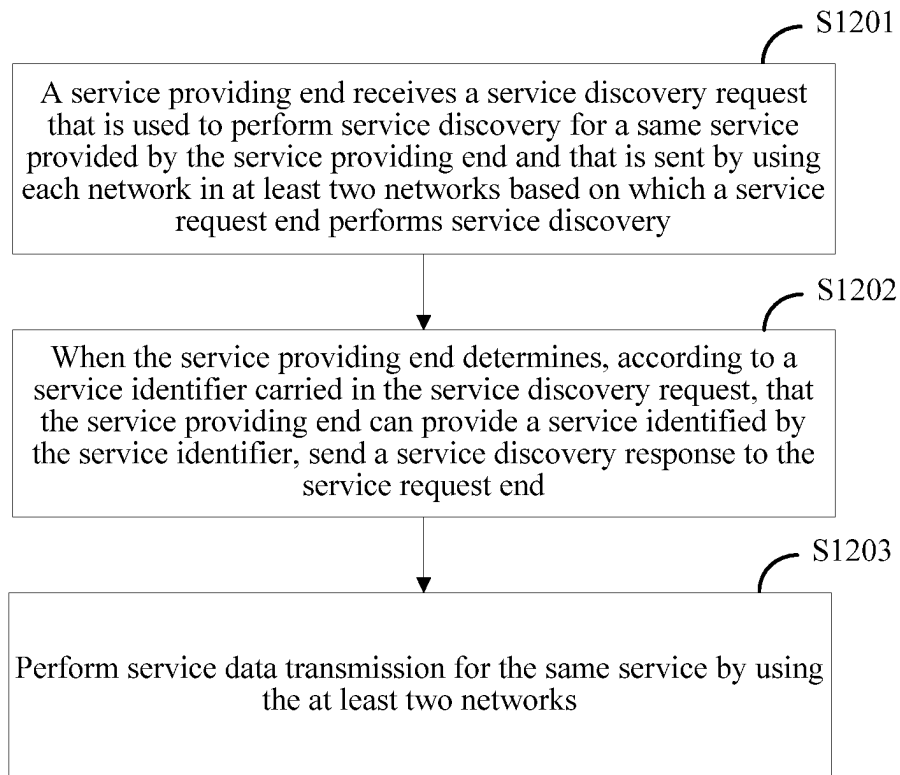 S1201
A service providing end receives a service discovery request
that is used to perform service discovery for a same service
provided by the service providing end and that is sent by using
each network in at least two networks based on which a service
request end performs service discovery
S1202
When the service providing end determines, according to a
service identifier carried in the service discovery request, that
the service providing end can provide a service identified by
the service identifier, send a service discovery response to the
service request end
S1203
Perform service data transmission for the same service by using
the at least two networks